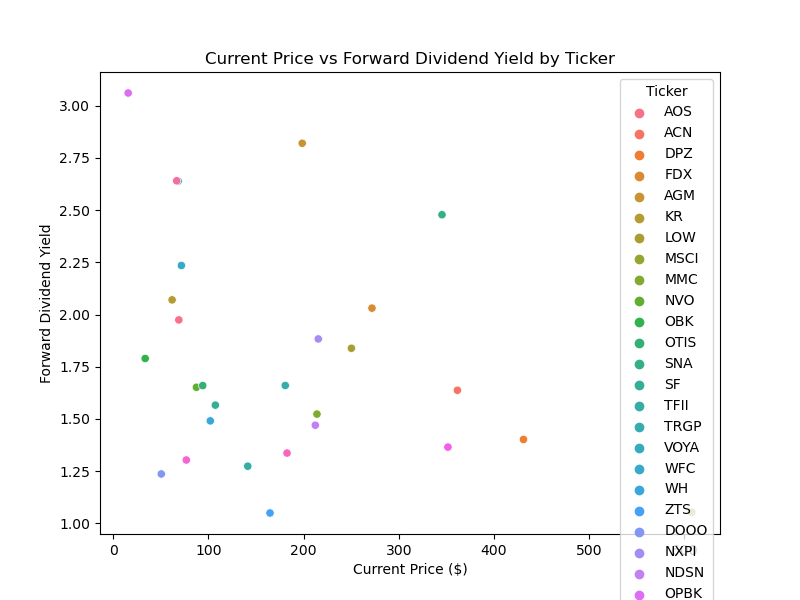 Current Price vs Forward Dividend Yield by Ticker
Forward Dividend Yield
3.00
2.75
2.50
2.25
2.00
1.75
1.50
1.25
1.00
0 100 200 300 400 500
Current Price ($)
Ticker
AOS
ACN
DPZ
FDX
AGM
KR
LOW
MSCI
MMC
NVO
OBK
OTIS
SNA
SF
TFII
TRGP
VOYA
WFC
WH
ZTS
DOOO
NXPI
NDSN
OPBK